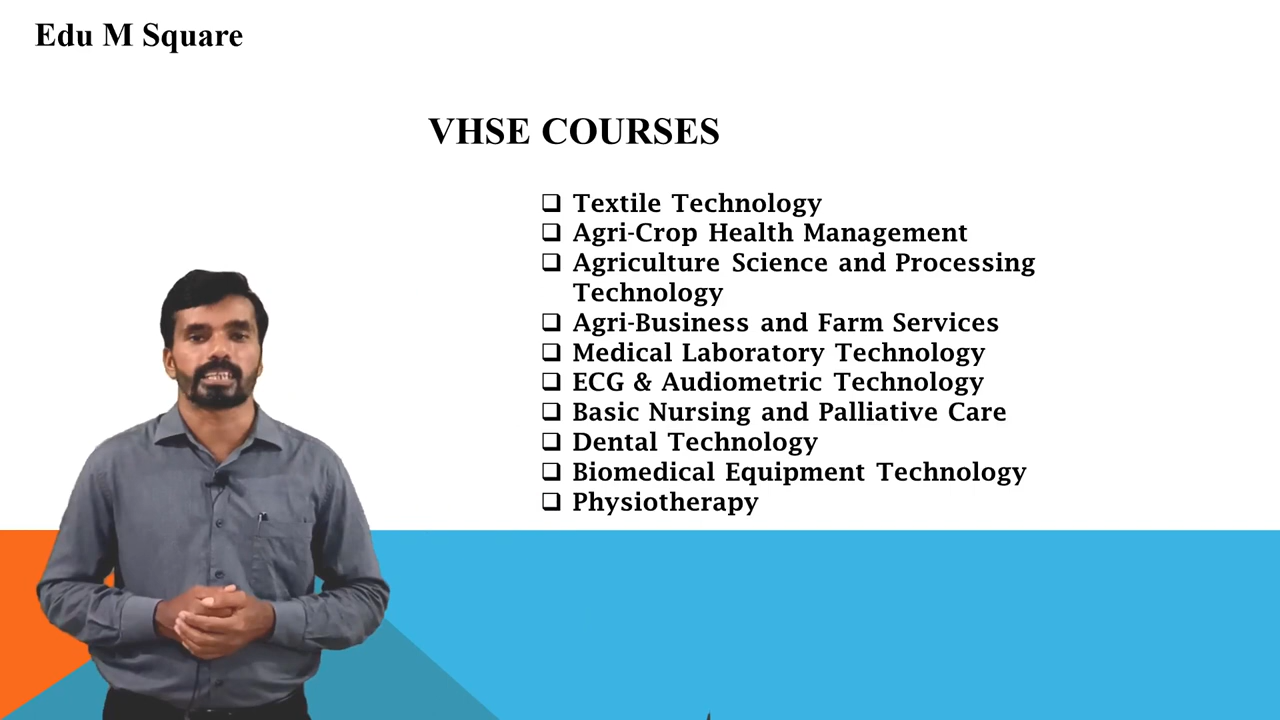 Edu M Square
VHSE COURSES
❑ Textile Technology
❑ Agri-Crop Health Management
❑ Agriculture Science and Processing
Technology
❑ Agri-Business and Farm Services
❑ Medical Laboratory Technology
❑ ECG & Audiometric Technology
❑ Basic Nursing and Palliative Care
❑ Dental Technology
❑ Biomedical Equipment Technology
❑ Physiotherapy